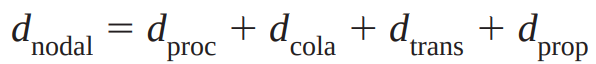 d_nodal = d_proc + d_cola + d_trans + d_prop